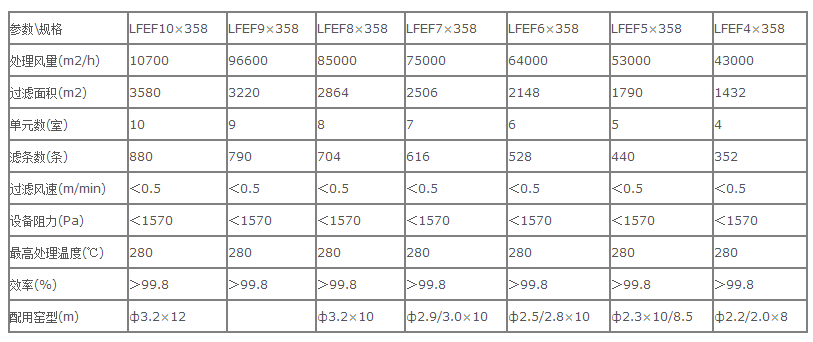 参数\规格 LFEF10×358 LFEF9×358 LFEF8×358 LFEF7×358 LFEF6×358 LFEF5×358 LFEF4×358
处理风量(m2/h) 10700 96600 85000 75000 64000 53000 43000
过滤面积(m2) 3580 3220 2864 2506 2148 1790 1432
单元数(室) 10 9 8 7 6 5 4
滤条数(条) 880 790 704 616 528 440 352
过滤风速(m/min) <0.5 <0.5 <0.5 <0.5 <0.5 <0.5 <0.5
设备阻力(Pa) <1570 <1570 <1570 <1570 <1570 <1570 <1570
最高处理温度(℃) 280 280 280 280 280 280 280
效率(%) >99.8 >99.8 >99.8 >99.8 >99.8 >99.8 >99.8
配用窑型(m) φ3.2×12 φ3.2×10 φ2.9/3.0×10 φ2.5/2.8×10 φ2.3×10/8.5 φ2.2/2.0×8